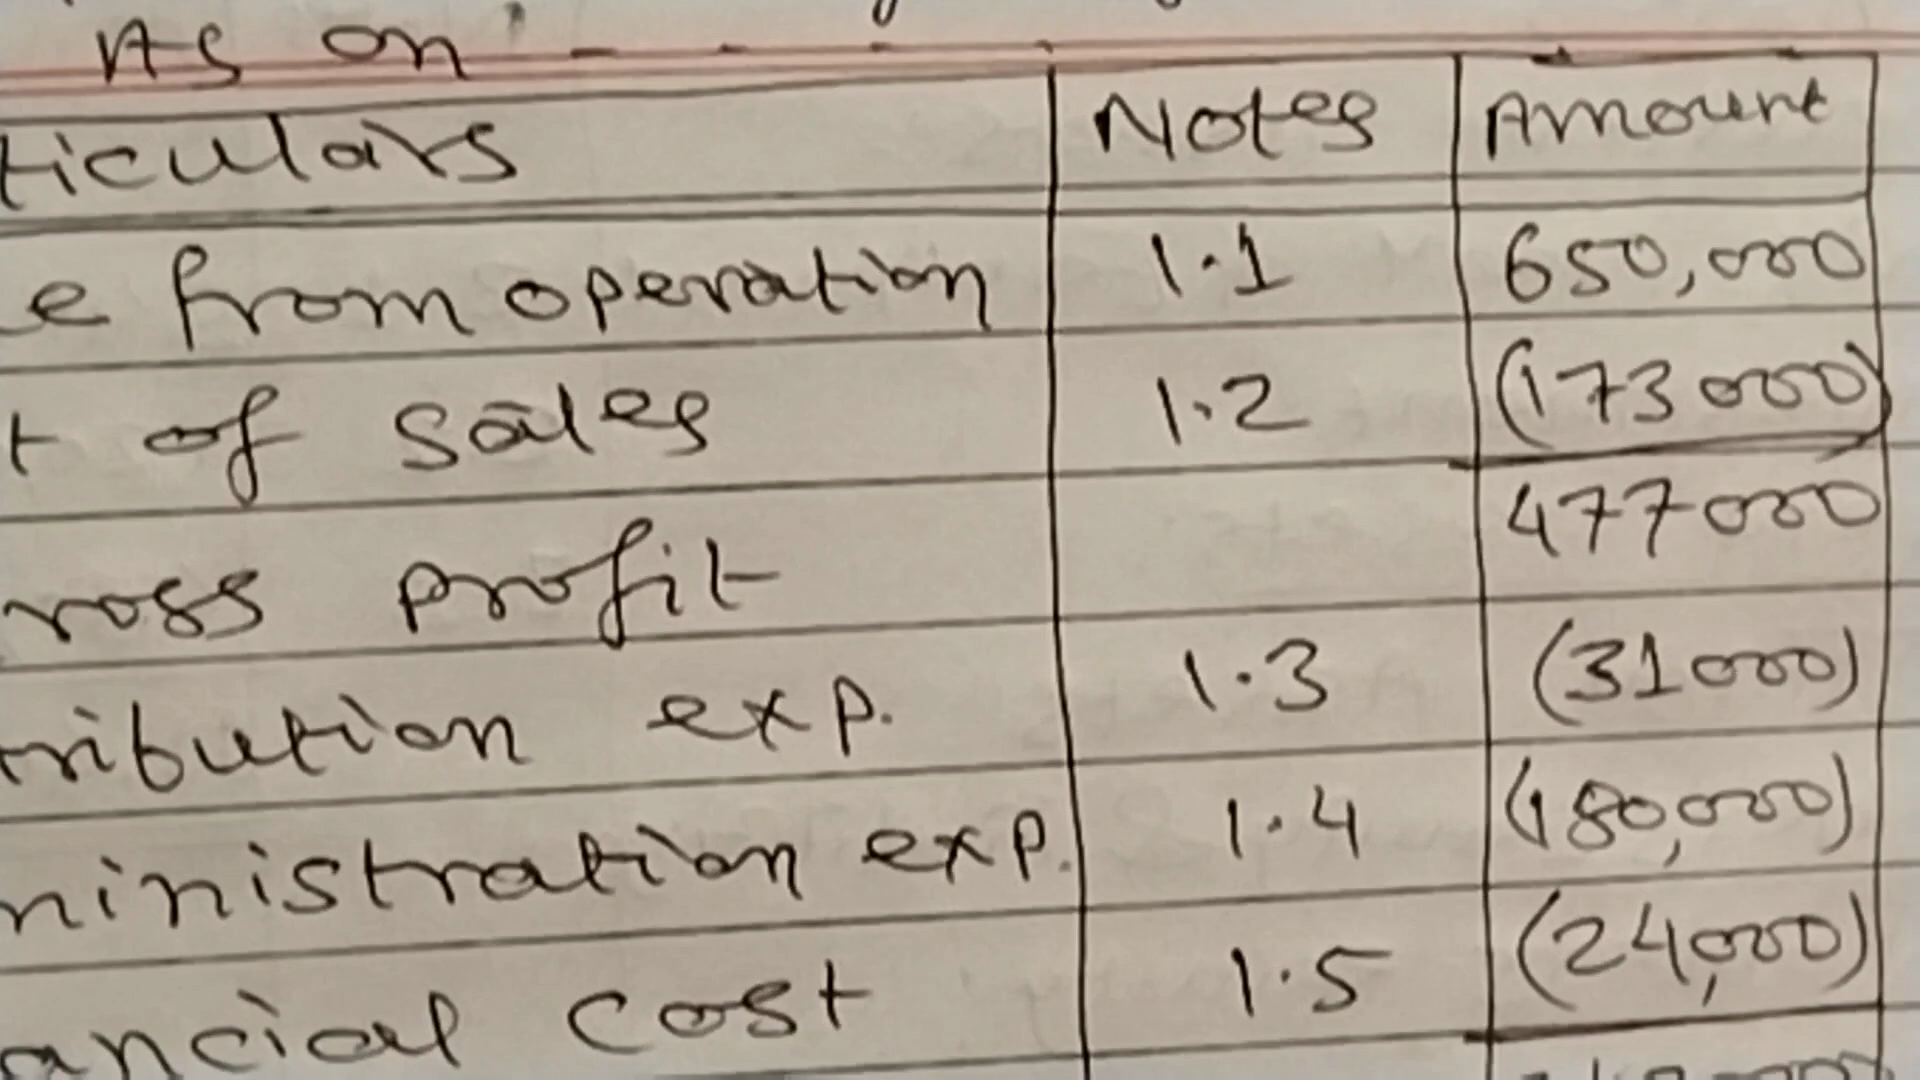 As on - - - -
ticulars Notes Amount
e from operation 1.1 650,000
t of sales 1.2 (173000)
ross profit 477000
ribution exp. 1.3 (31000)
ninistration exp. 1.4 (180,000)
ancial cost 1.5 (24,000)